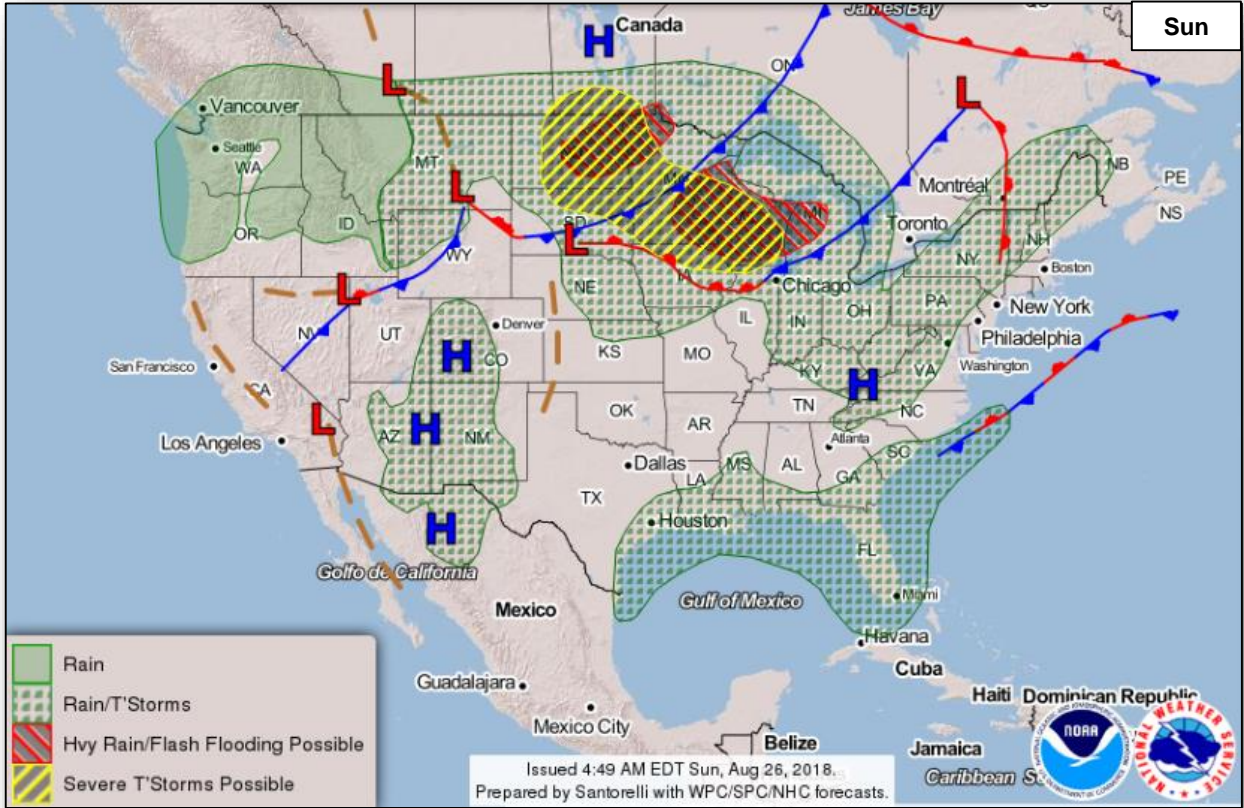 Sun
Canada
James Bay
ON
Vancouver
Seattle
WA
MT
NB
PE
Montréal
NS
Toronto
OR
ID
SD
MI
NH
Boston
WY
NY
IA
Chicago
NE
PA
New York
OH
Philadelphia
NV
UT
Denver
IL
IN
CO
San Francisco
KS
MO
KY
VA
Washington
CA
TN
NC
OK
AR
Los Angeles
AZ
NM
Atlanta
SC
Dallas
MS
AL
GA
LA
TX
Houston
FL
Golfo de California
Miami
Mexico
Gulf of Mexico
Havana
Cuba
Guadalajara
Haiti Dominican Republic
Mexico City
Belize
Jamaica
Caribbean
L
L
L
L
L
L
H
H
H
H
H
Rain
Rain/T'Storms
Hvy Rain/Flash Flooding Possible
Severe T'Storms Possible
Issued 4:49 AM EDT Sun, Aug 26, 2018.
Prepared by Santorelli with WPC/SPC/NHC forecasts.
NOAA
NATIONAL WEATHER SERVICE